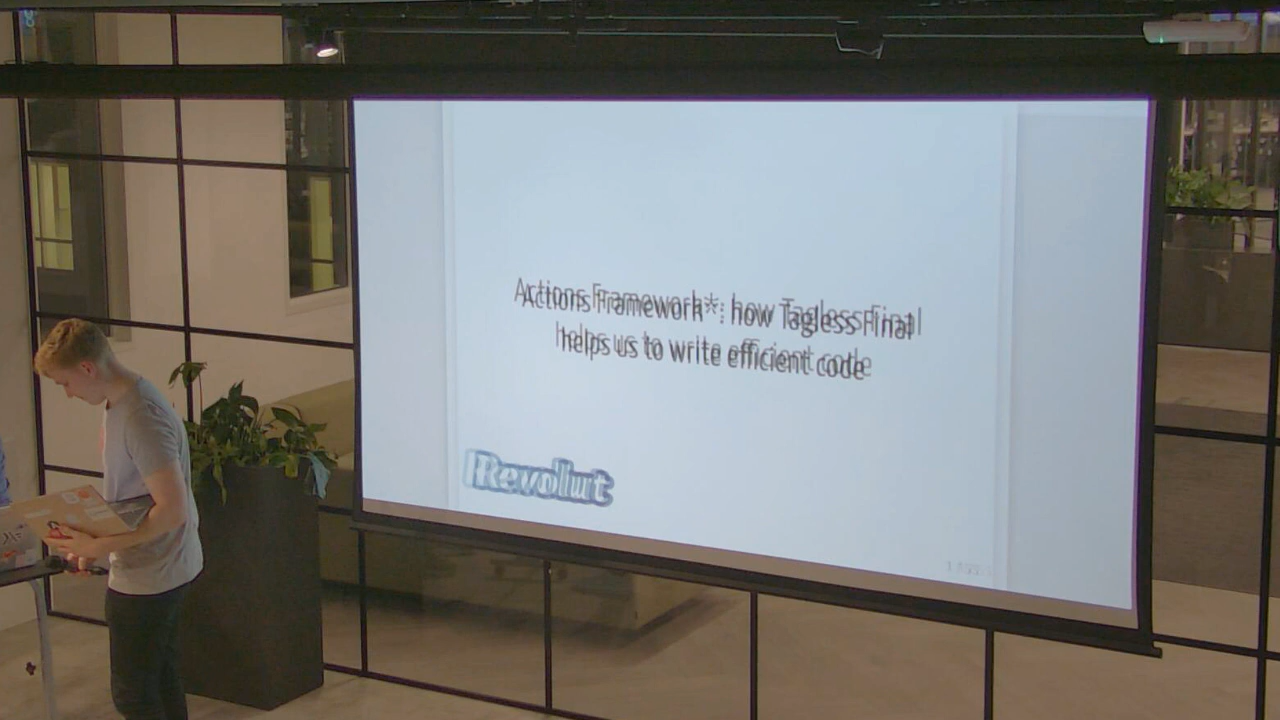 Actions Framework*: how Tagless Final
helps us to write efficient code
Revolut